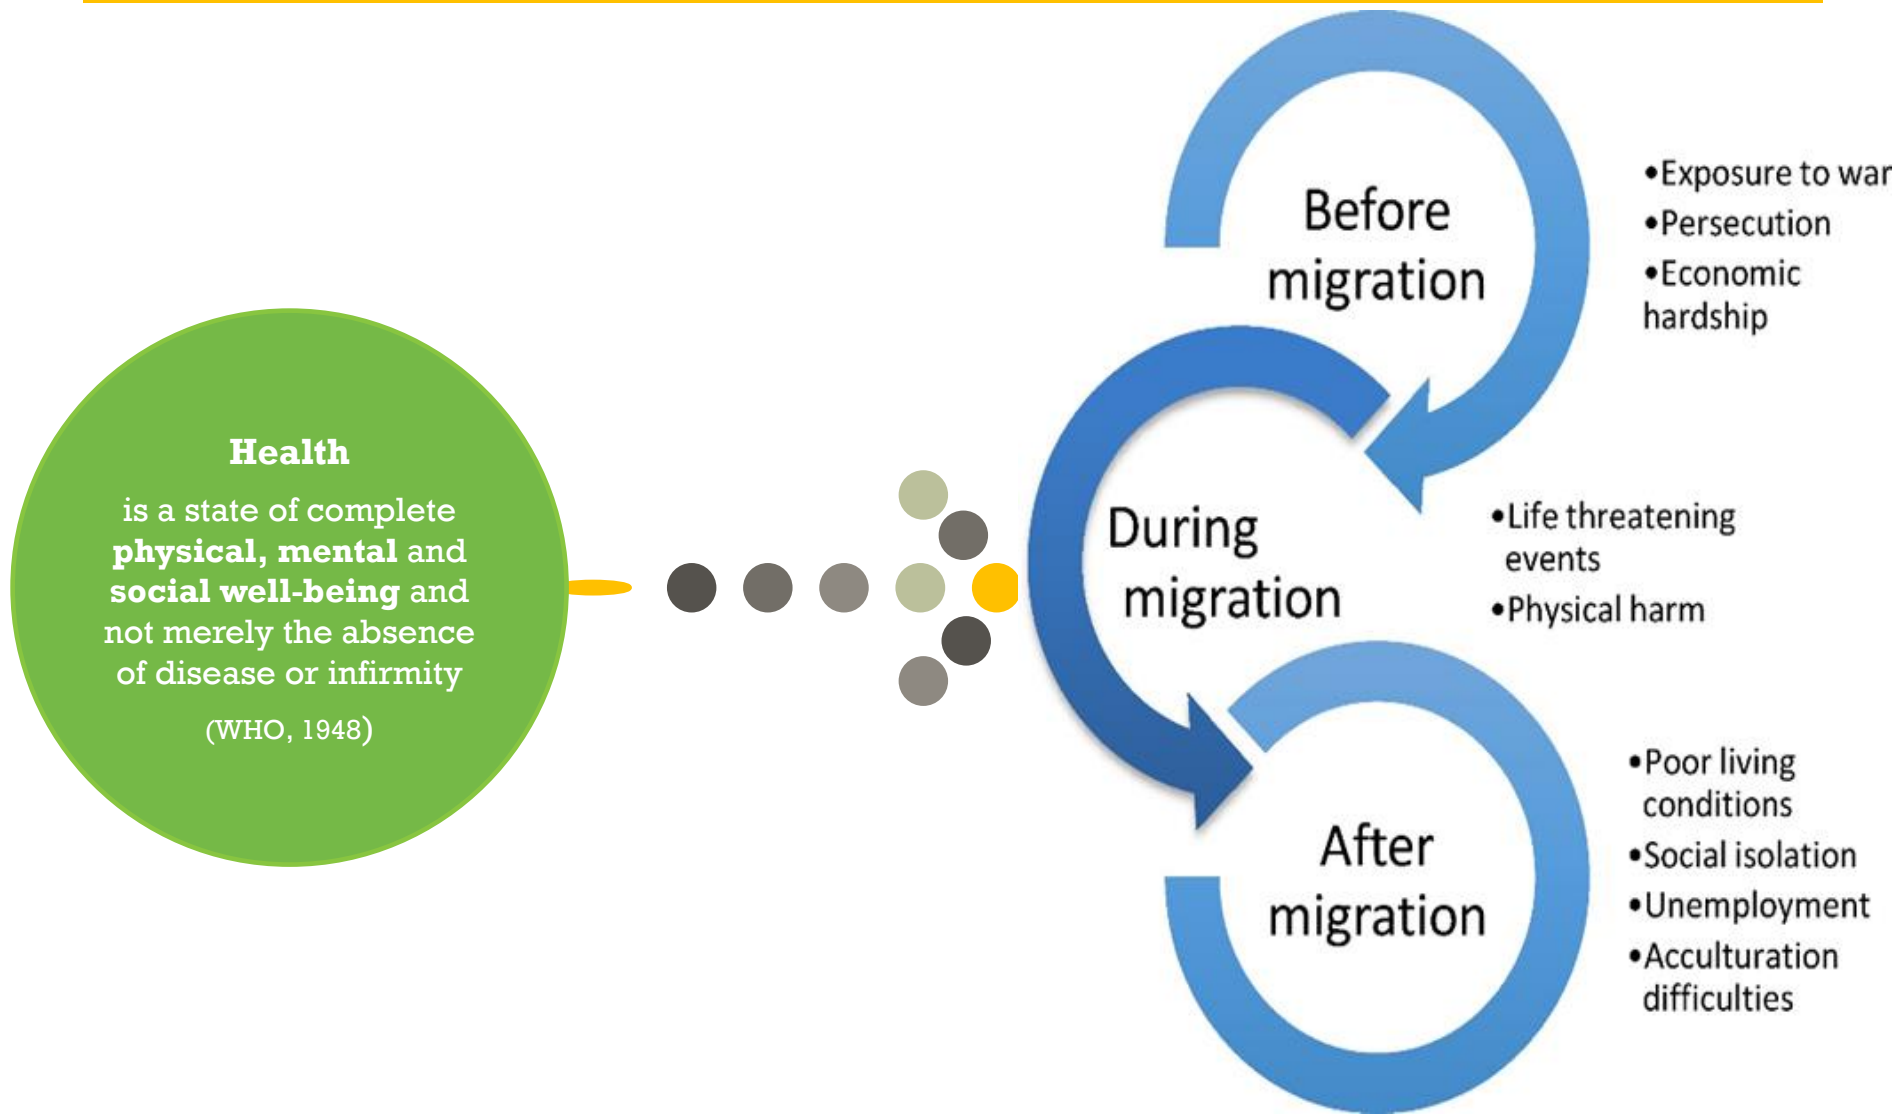 Health
is a state of complete
physical, mental and
social well-being and
not merely the absence
of disease or infirmity
(WHO, 1948)
Before
migration
•Exposure to war
•Persecution
•Economic
hardship
During
migration
•Life threatening
events
•Physical harm
After
migration
•Poor living
conditions
•Social isolation
•Unemployment
•Acculturation
difficulties